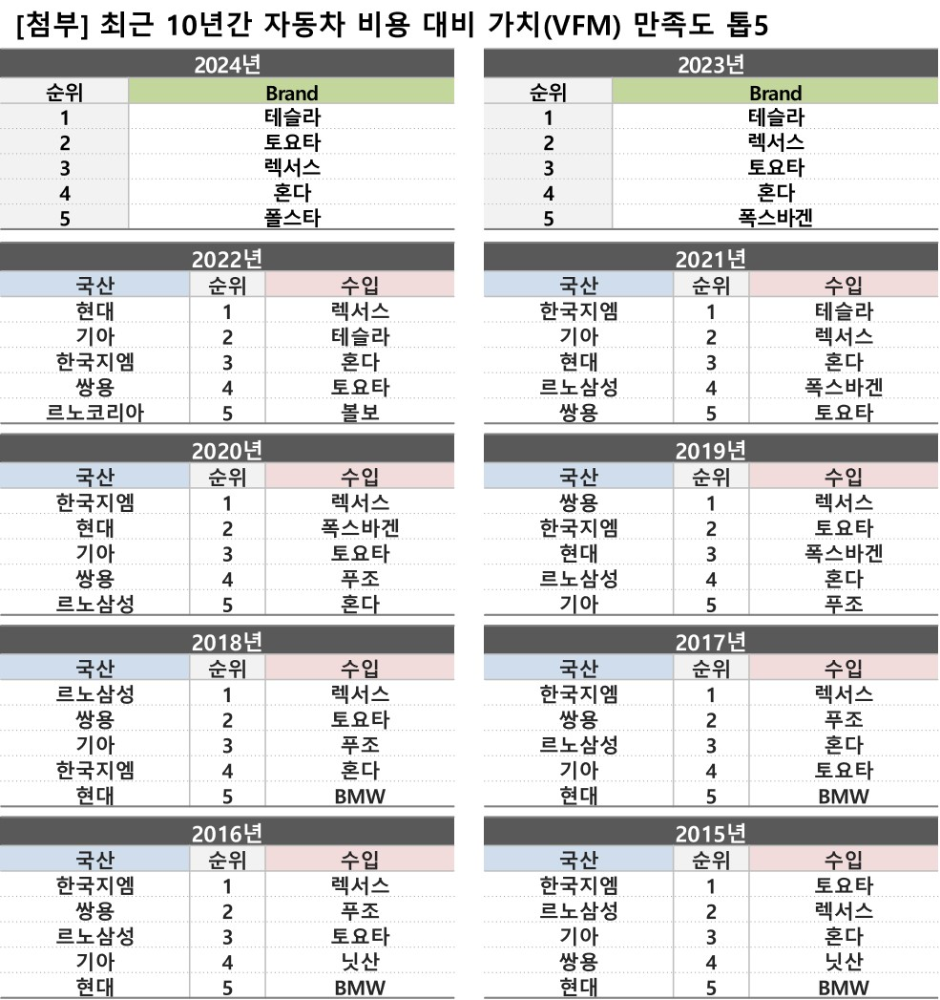 [첨부] 최근 10년간 자동차 비용 대비 가치(VFM) 만족도 톱5
2024년
순위 Brand
1 테슬라
2 토요타
3 렉서스
4 혼다
5 폴스타
2023년
순위 Brand
1 테슬라
2 렉서스
3 토요타
4 혼다
5 폭스바겐
2022년
국산 순위 수입
현대 1 렉서스
기아 2 테슬라
한국지엠 3 혼다
쌍용 4 토요타
르노코리아 5 볼보
2021년
국산 순위 수입
한국지엠 1 테슬라
기아 2 렉서스
현대 3 혼다
르노삼성 4 폭스바겐
쌍용 5 토요타
2020년
국산 순위 수입
한국지엠 1 렉서스
현대 2 폭스바겐
기아 3 토요타
쌍용 4 푸조
르노삼성 5 혼다
2019년
국산 순위 수입
쌍용 1 렉서스
한국지엠 2 토요타
현대 3 폭스바겐
르노삼성 4 혼다
기아 5 푸조
2018년
국산 순위 수입
르노삼성 1 렉서스
쌍용 2 토요타
기아 3 푸조
한국지엠 4 혼다
현대 5 BMW
2017년
국산 순위 수입
한국지엠 1 렉서스
쌍용 2 푸조
르노삼성 3 혼다
기아 4 토요타
현대 5 BMW
2016년
국산 순위 수입
한국지엠 1 렉서스
쌍용 2 푸조
르노삼성 3 토요타
기아 4 닛산
현대 5 BMW
2015년
국산 순위 수입
한국지엠 1 토요타
르노삼성 2 렉서스
기아 3 혼다
쌍용 4 닛산
현대 5 BMW